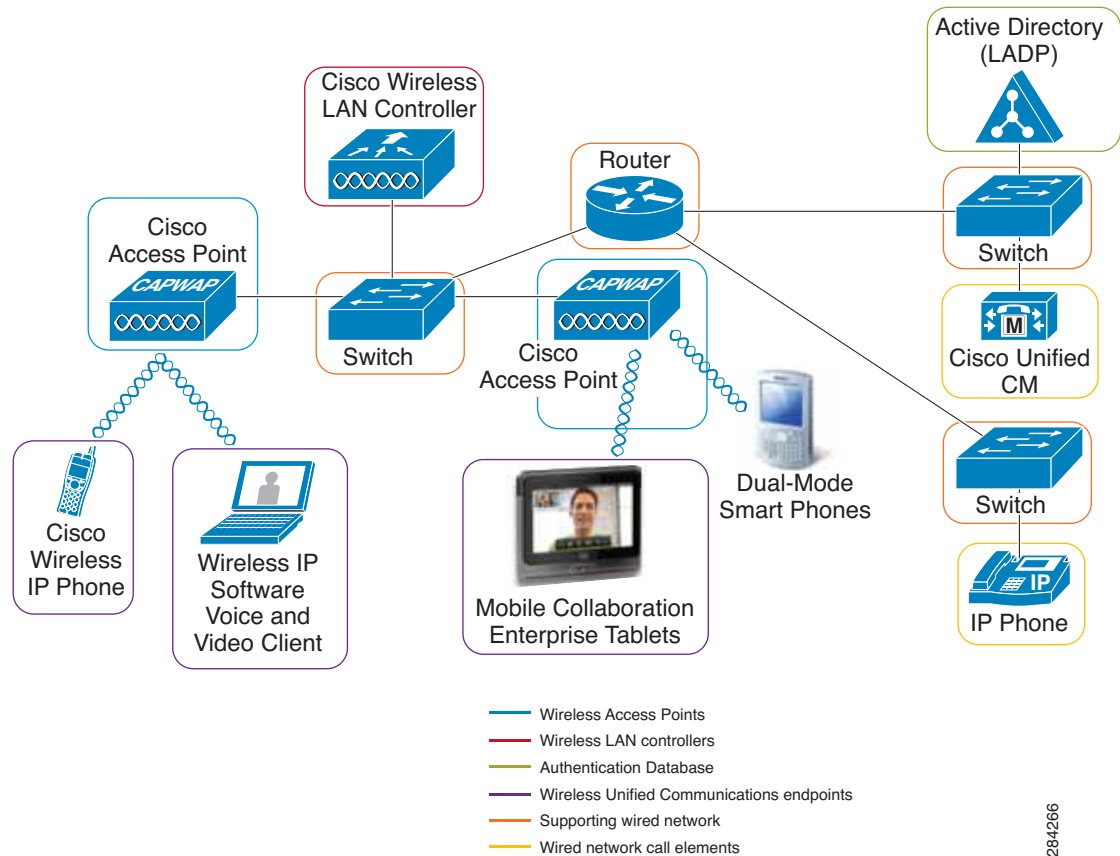 Active Directory
(LADP)
Cisco Wireless
LAN Controller
Router
Cisco
Access Point
CAPWAP
Switch
CAPWAP
Cisco
Access Point
Switch
M
Cisco Unified
CM
Switch
Dual-Mode
Smart Phones
Cisco
Wireless
IP Phone
Wireless IP
Software
Voice and
Video Client
Mobile Collaboration
Enterprise Tablets
IP
IP Phone
Wireless Access Points
Wireless LAN controllers
Authentication Database
Wireless Unified Communications endpoints
Supporting wired network
Wired network call elements
284266